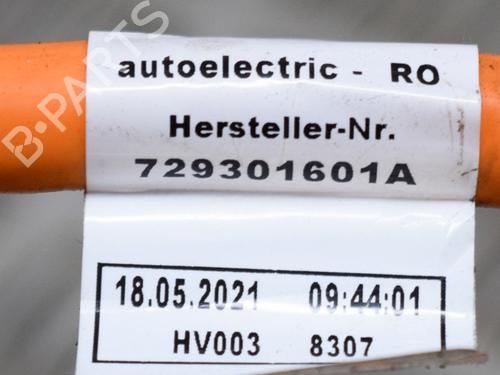 B-PARTS
autoelectric - RO
Hersteller-Nr.
729301601A
18.05.2021 09:44:01
HV003 8307